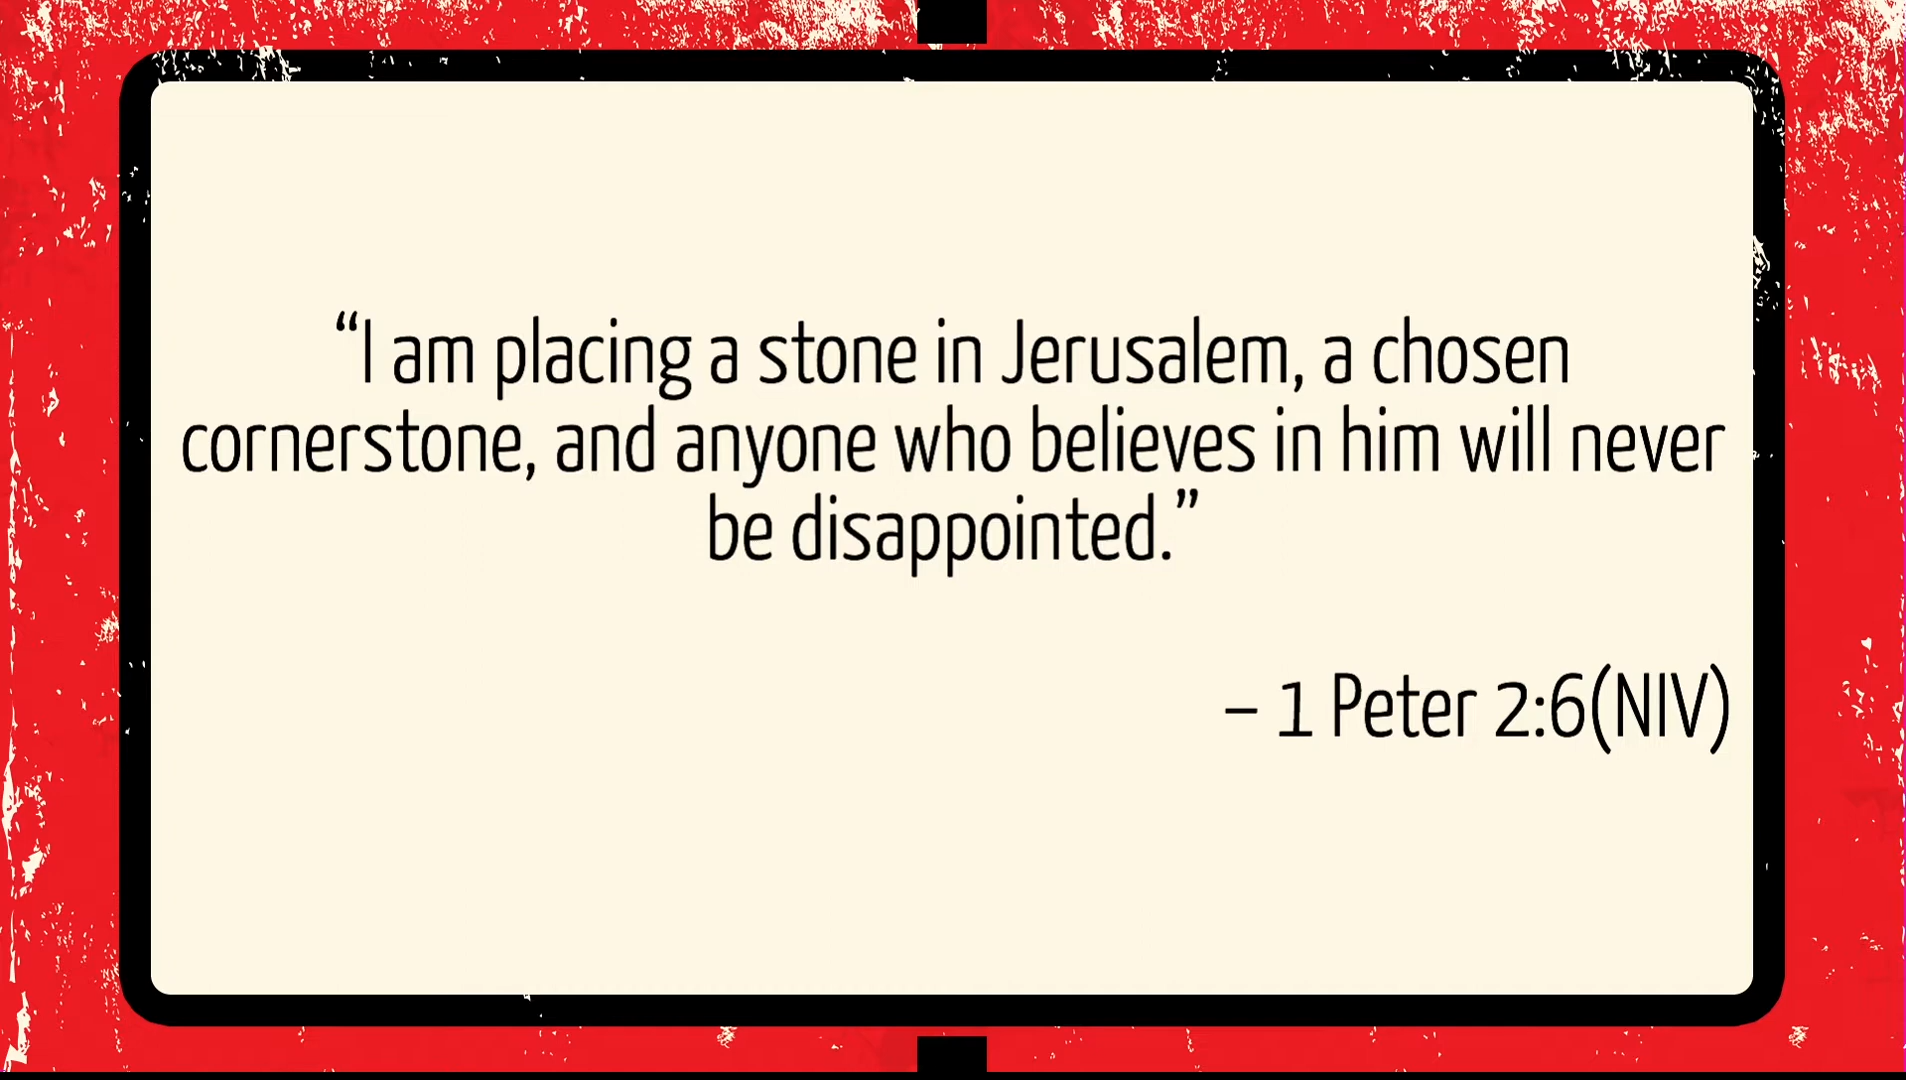 “I am placing a stone in Jerusalem, a chosen
cornerstone, and anyone who believes in him will never
be disappointed.”
– 1 Peter 2:6(NIV)